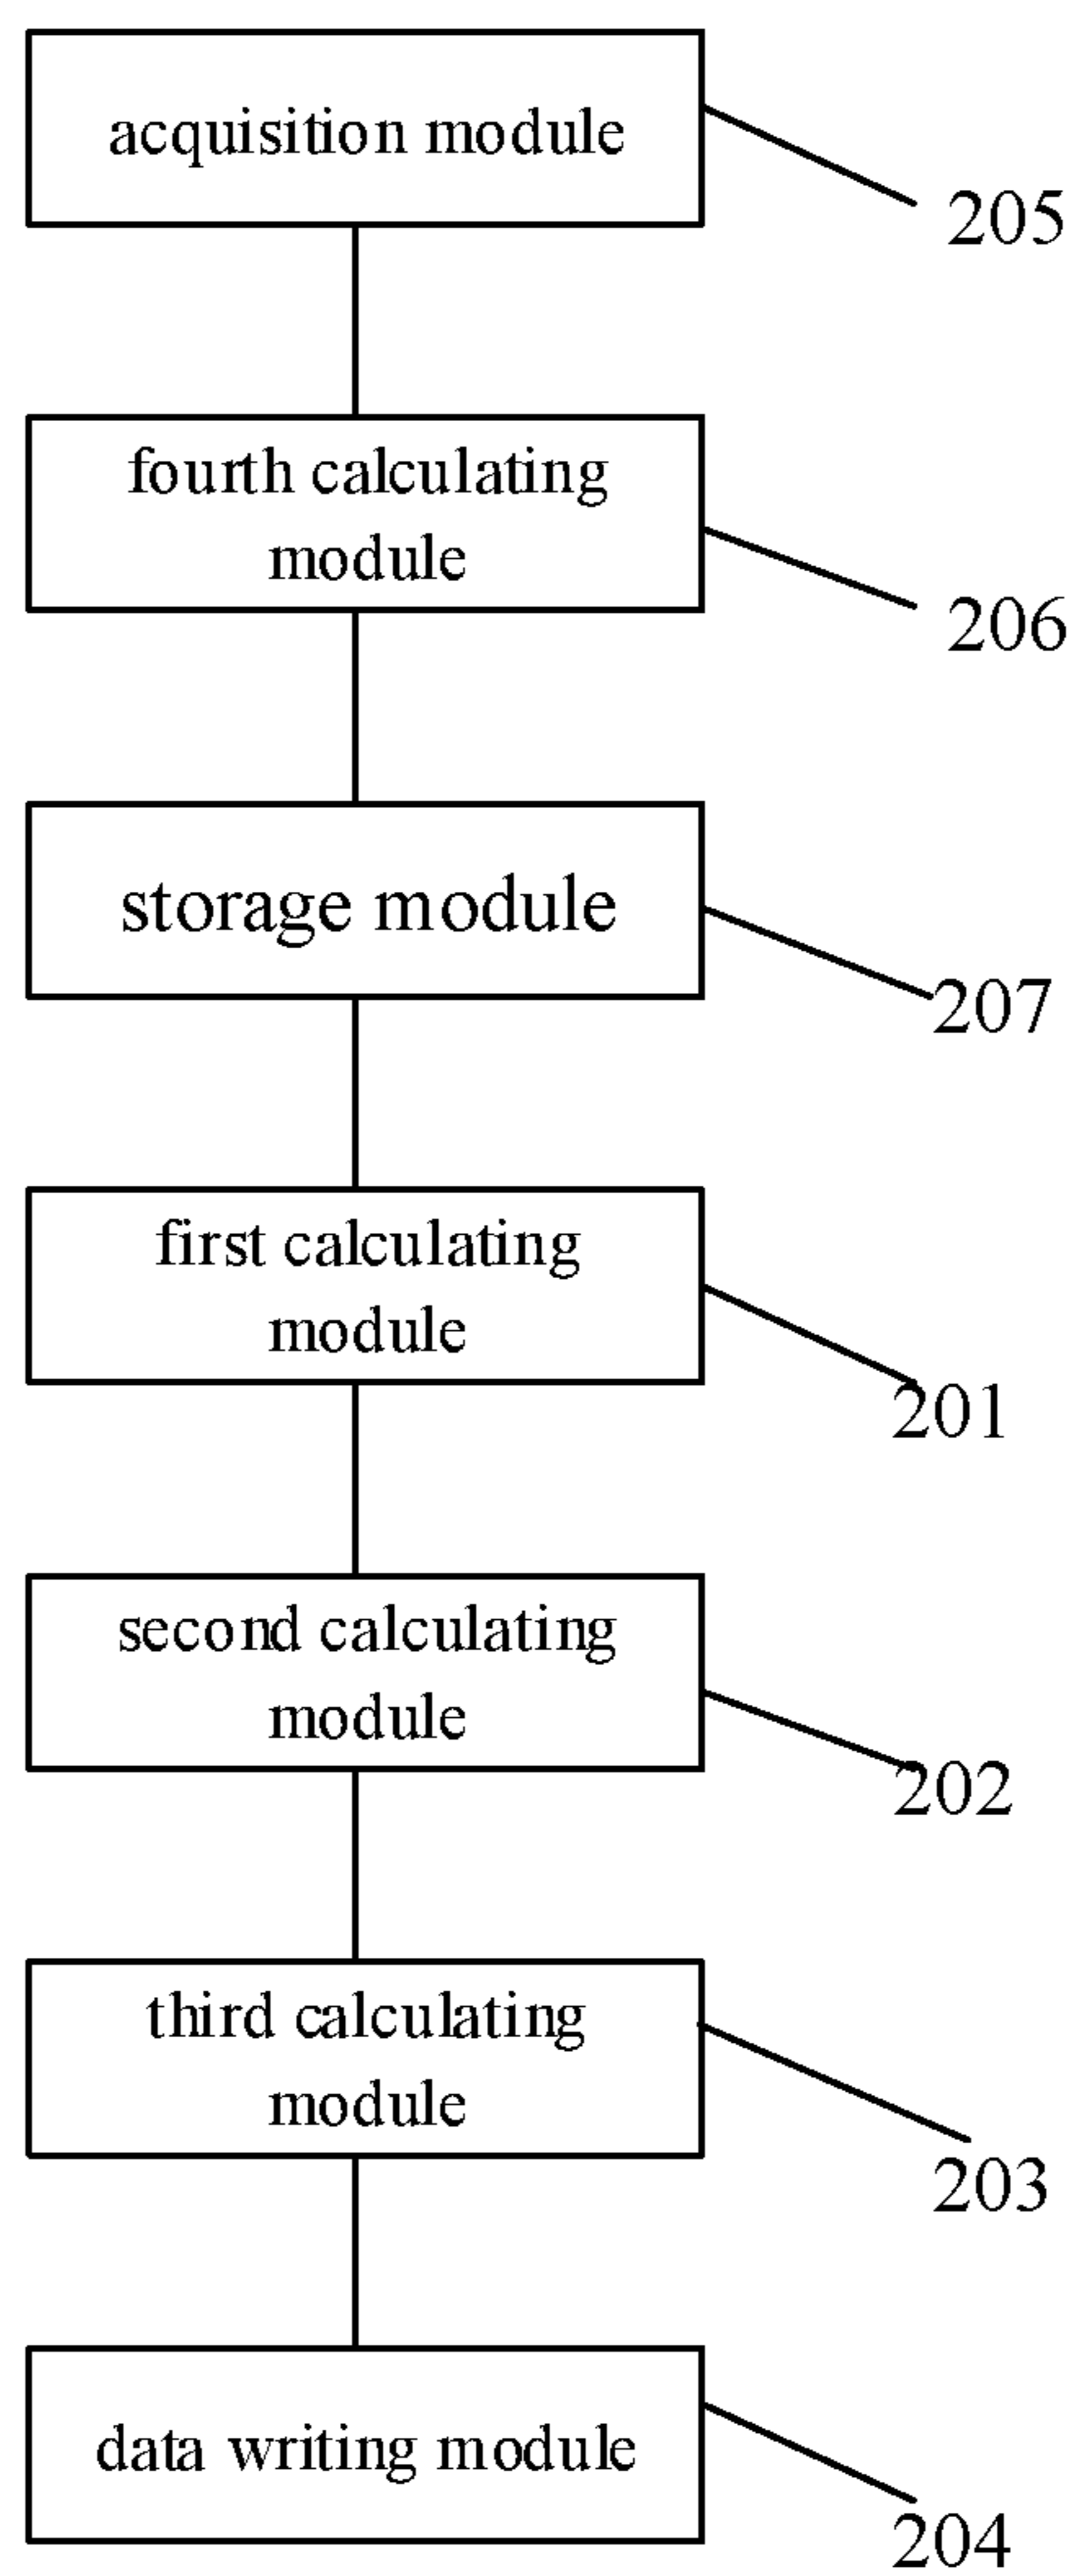 acquisition module
205
fourth calculating
module
206
storage module
207
first calculating
module
201
second calculating
module
202
third calculating
module
203
data writing module
204